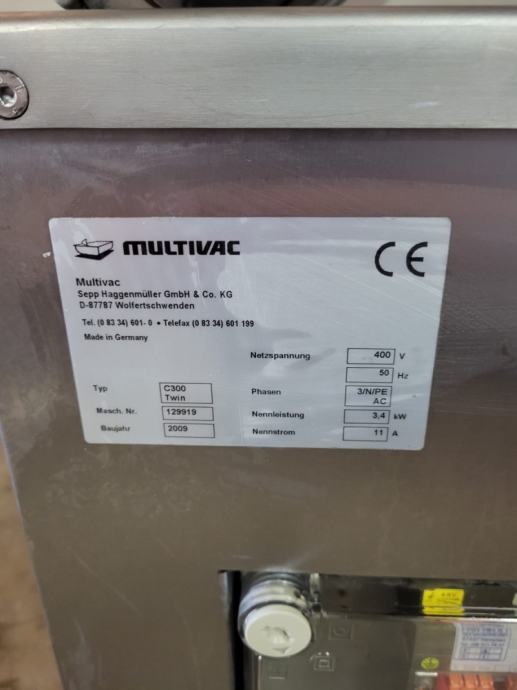 MULTIVAC
CE
Multivac
Sepp Haggenmüller GmbH & Co. KG
D-87787 Wolfertschwenden
Tel. (0 83 34) 601- 0 • Telefax (0 83 34) 601 199
Made in Germany
Netzspannung 400 V
50 Hz
Typ C300 Twin
Phasen 3/N/PE AC
Masch. Nr. 129919
Nennleistung 3,4 kW
Baujahr 2009
Nennstrom 11 A